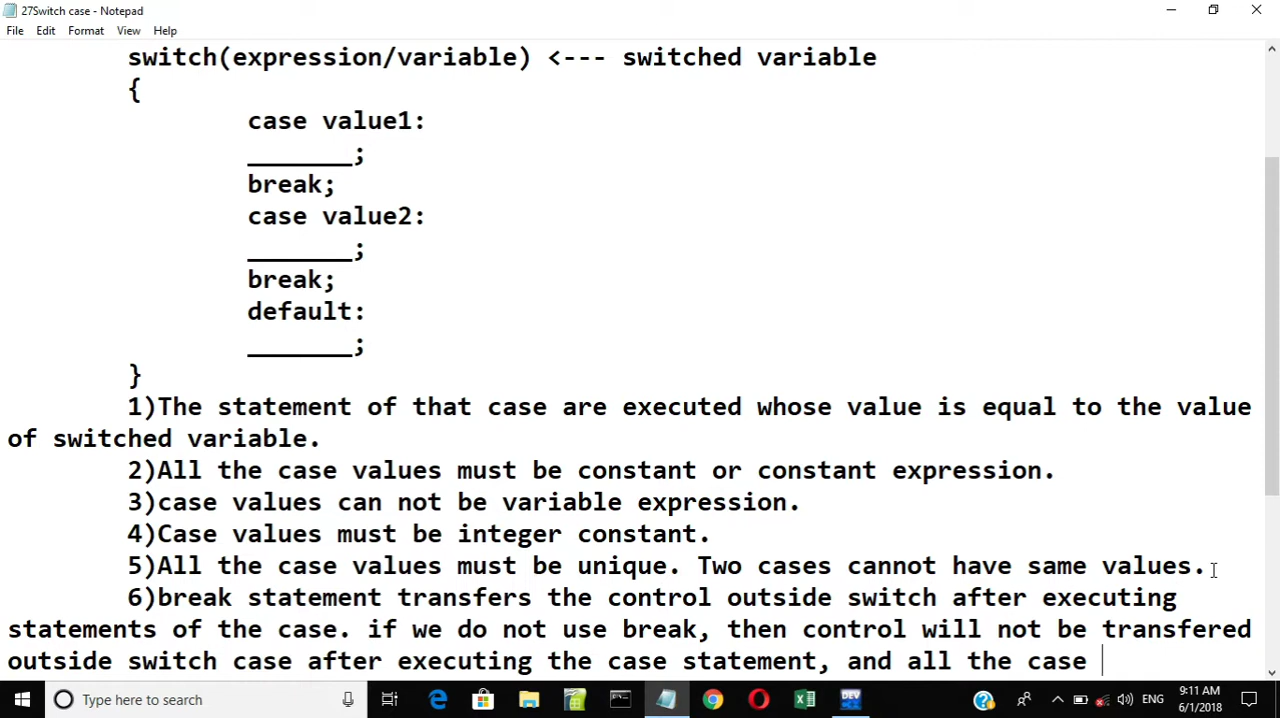 27Switch case - Notepad
File Edit Format View Help
switch(expression/variable) <--- switched variable
{
case value1:
_______;
break;
case value2:
_______;
break;
default:
_______;
}
1)The statement of that case are executed whose value is equal to the value
of switched variable.
2)All the case values must be constant or constant expression.
3)case values can not be variable expression.
4)Case values must be integer constant.
5)All the case values must be unique. Two cases cannot have same values.
6)break statement transfers the control outside switch after executing
statements of the case. if we do not use break, then control will not be transfered
outside switch case after executing the case statement, and all the case
Type here to search
DEV
ENG
9:11 AM
6/1/2018